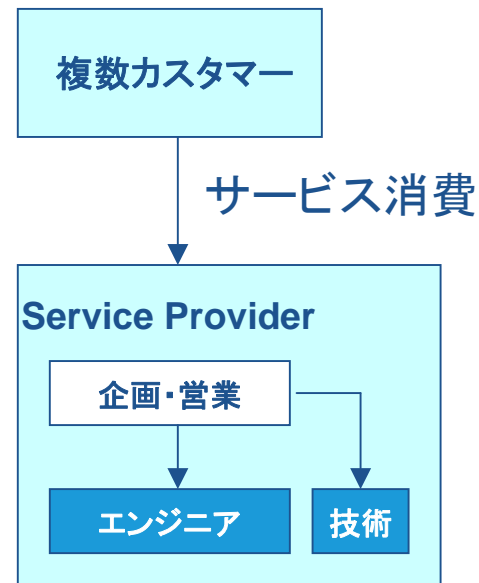 複数カスタマー
サービス消費
Service Provider
企画・営業
エンジニア
技術